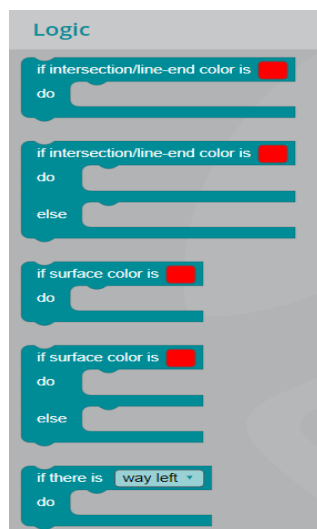 Logic
if intersection/line-end color is
do
if intersection/line-end color is
do
else
if surface color is
do
if surface color is
do
else
if there is way left
do